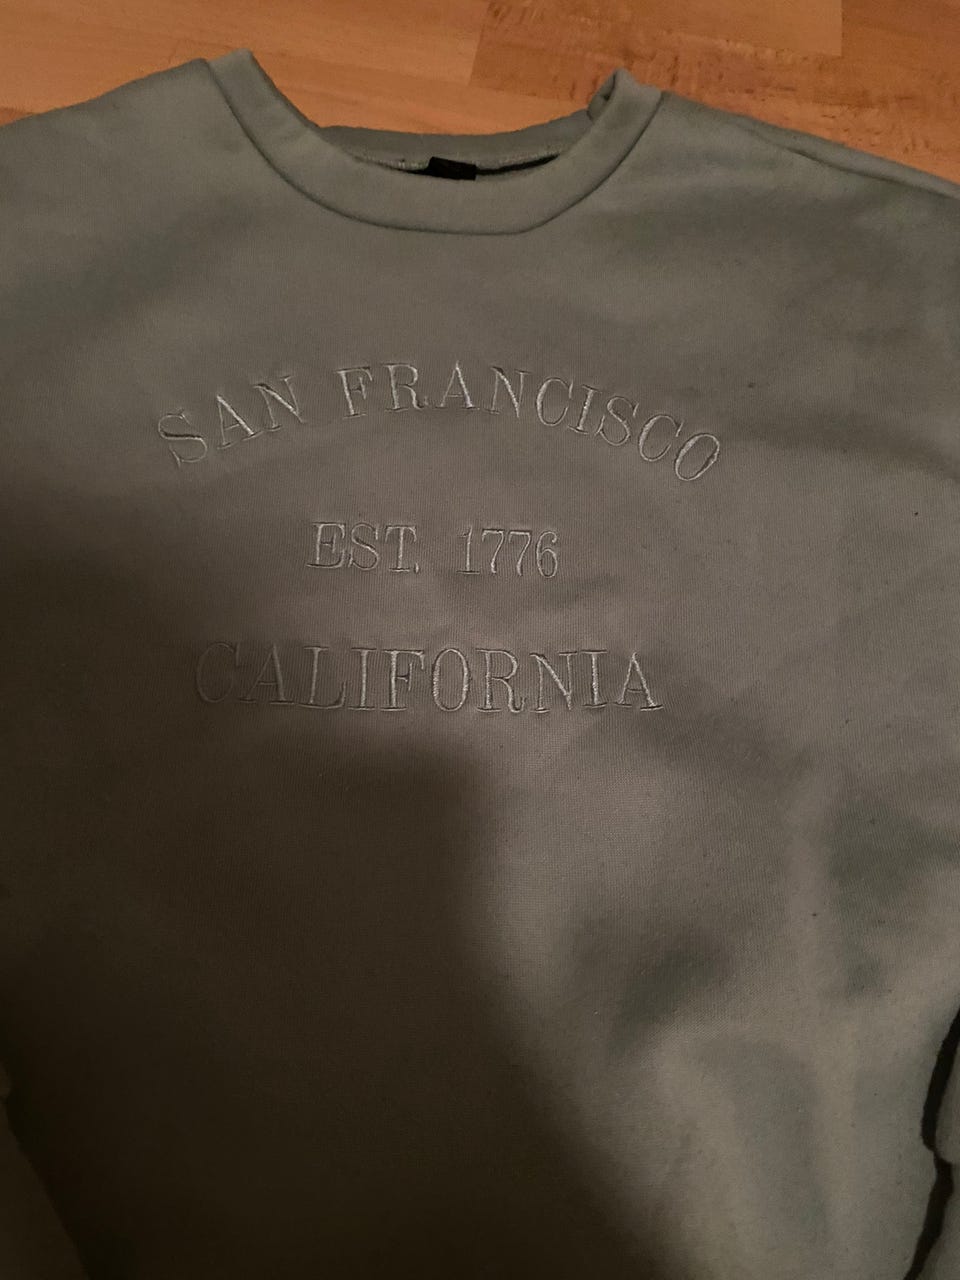 SAN FRANCISCO
EST. 1776
CALIFORNIA